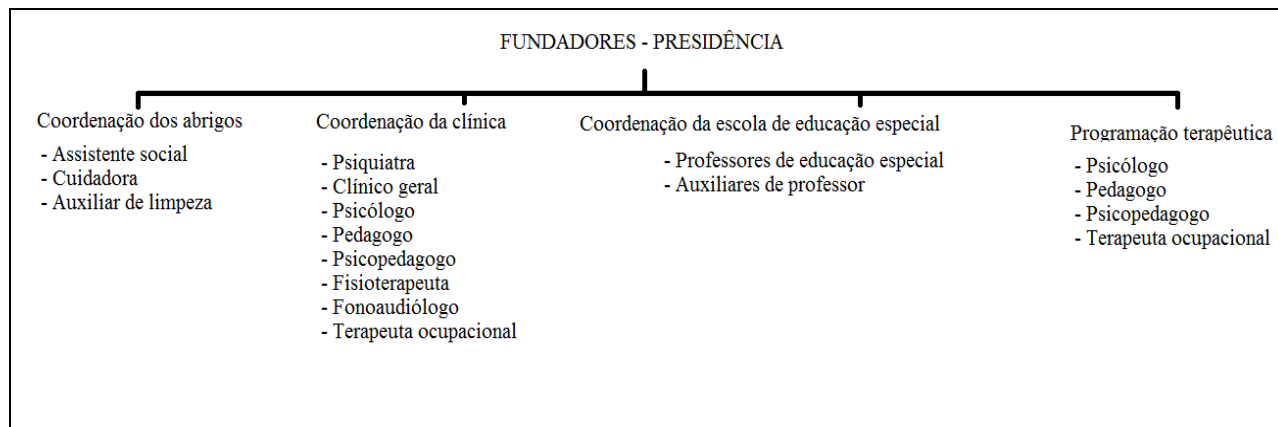 FUNDADORES - PRESIDÊNCIA
Coordenação dos abrigos
- Assistente social
- Cuidadora
- Auxiliar de limpeza
Coordenação da clínica
- Psiquiatra
- Clínico geral
- Psicólogo
- Pedagogo
- Psicopedagogo
- Fisioterapeuta
- Fonoaudiólogo
- Terapeuta ocupacional
Coordenação da escola de educação especial
- Professores de educação especial
- Auxiliares de professor
Programação terapêutica
- Psicólogo
- Pedagogo
- Psicopedagogo
- Terapeuta ocupacional